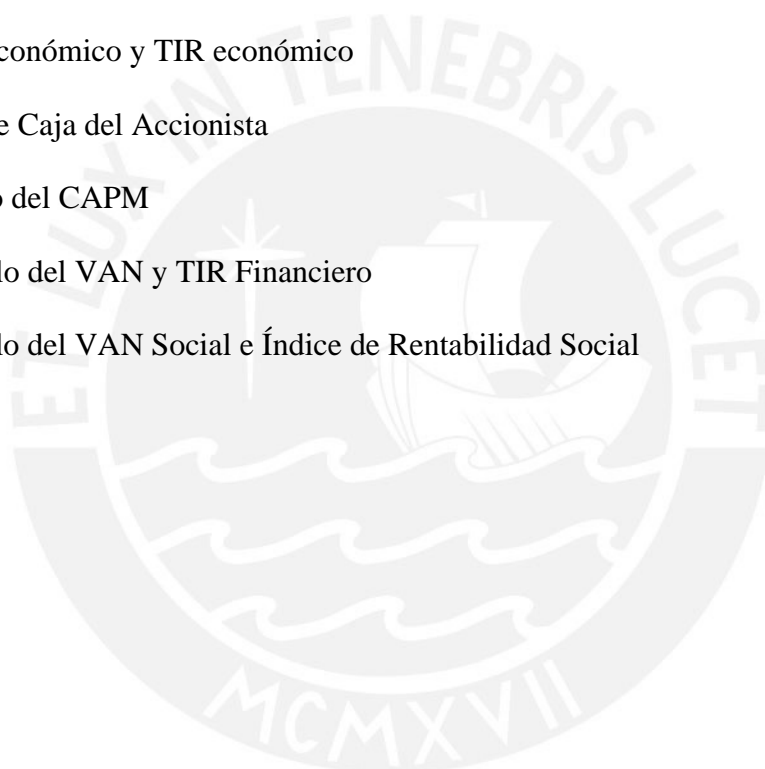 conómico y TIR económico
e Caja del Accionista
o del CAPM
lo del VAN y TIR Financiero
lo del VAN Social e Índice de Rentabilidad Social
ET LUX IN TENEBRIS LUCET
MCMXVII